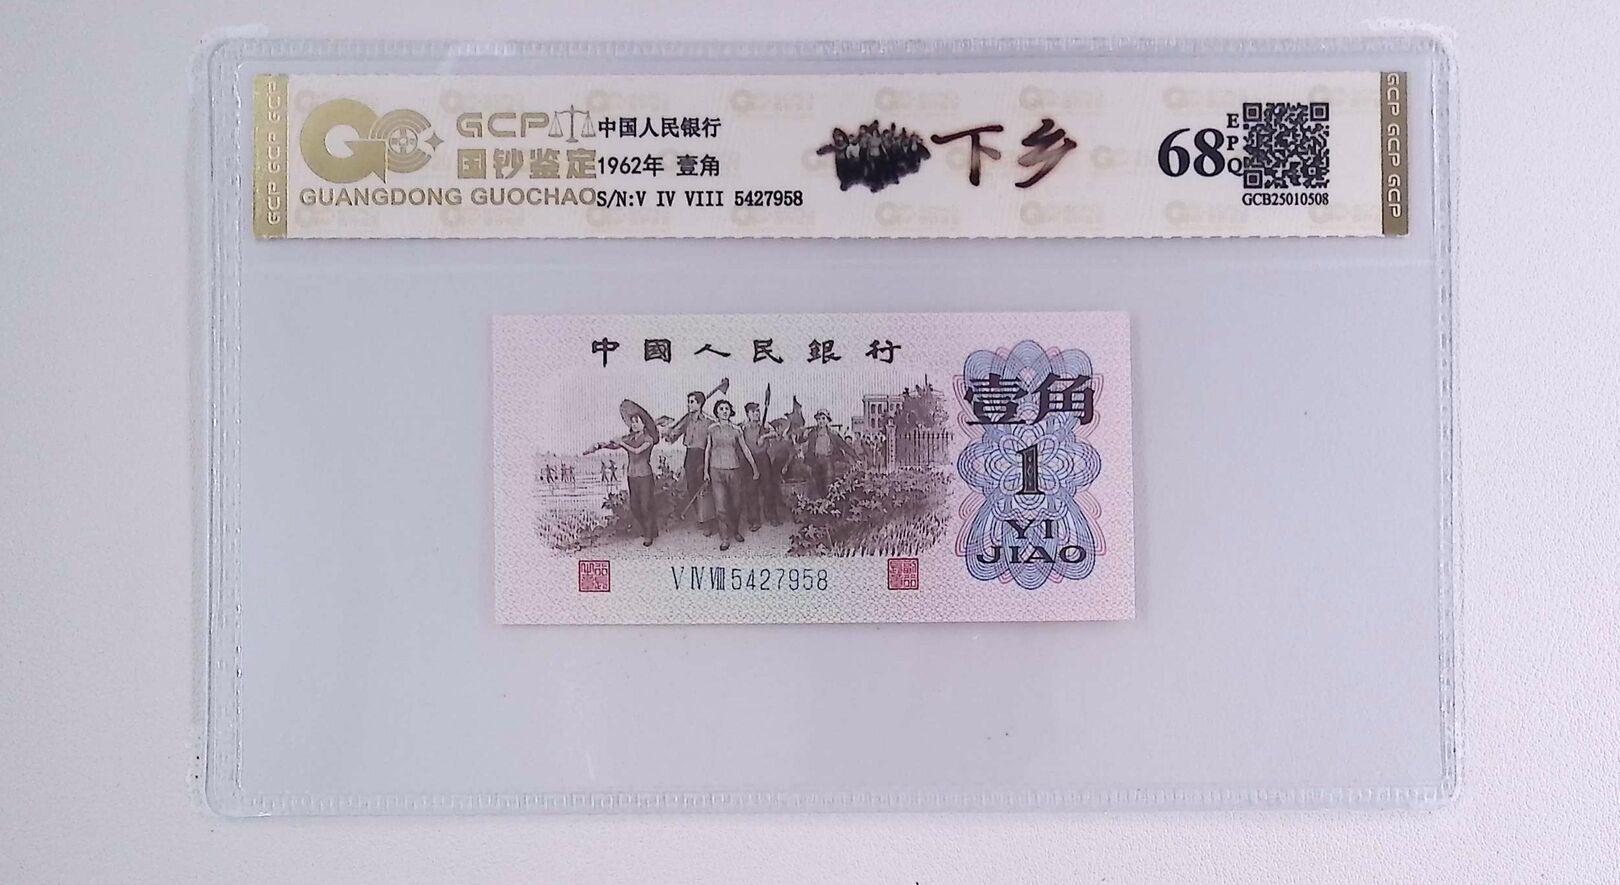 GCP GCP GCP
GCP
国钞鉴定
GUANGDONG GUOCHAO
中国人民银行
1962年 壹角
S/N:V IV VIII 5427958
下乡
68
EPQ
GCB25010508
GCP GCP GCP
中國人民銀行
壹角
1
YI
JIAO
V IV VIII 5427958